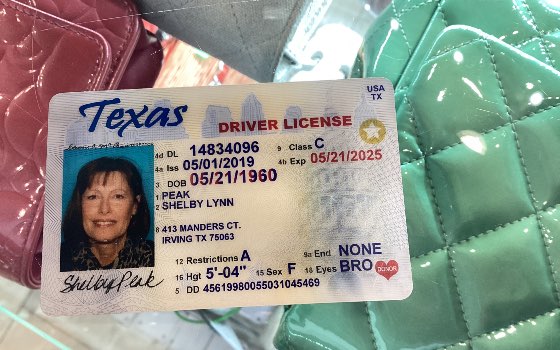 Texas
USA
TX
DRIVER LICENSE
4d DL 14834096 9 Class C
4a Iss 05/01/2019 4b Exp 05/21/2025
3 DOB 05/21/1960
1 PEAK
2 SHELBY LYNN
8 413 MANDERS CT.
IRVING TX 75063
12 Restrictions A 9a End NONE
16 Hgt 5'-04" 15 Sex F 18 Eyes BRO
DONOR
5 DD 45619980055031045469
Shelby Peak